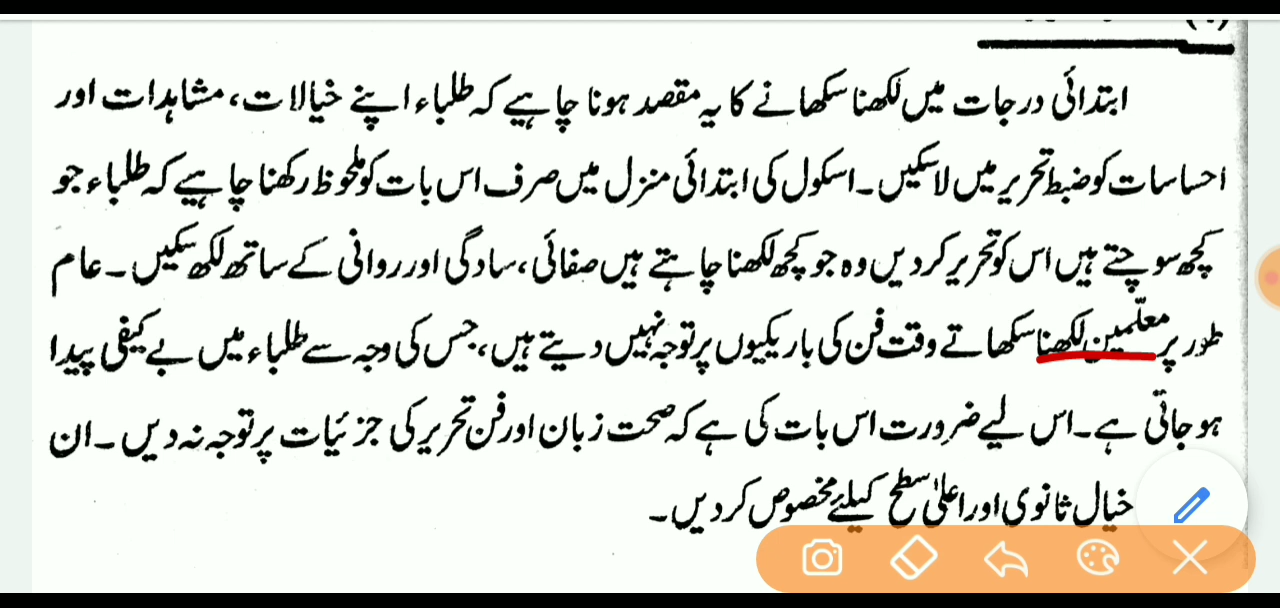 ابتدائی درجات میں لکھنا سکھانے کا یہ مقصد ہونا چاہیے کہ طلباء اپنے خیالات، مشاہدات اور
احساسات کو ضبط تحریر میں لا سکیں۔ اسکول کی ابتدائی منزل میں صرف اس بات کو ملحوظ رکھنا چاہیے کہ طلباء جو
کچھ سوچتے ہیں اس کو تحریر کردیں وہ جو کچھ لکھنا چاہتے ہیں صفائی، سادگی اور روانی کے ساتھ لکھ سکیں۔ عام
طور پر معلّمین لکھنا سکھاتے وقت فن کی باریکیوں پر توجہ نہیں دیتے ہیں، جس کی وجہ سے طلباء میں بے کیفی پیدا
ہو جاتی ہے۔ اس لیے ضرورت اس بات کی ہے کہ صحت زبان اور فن تحریر کی جزئیات پر توجہ نہ دیں۔ ان
خیال ثانوی اور اعلیٰ سطح کیلئے مخصوص کردیں۔